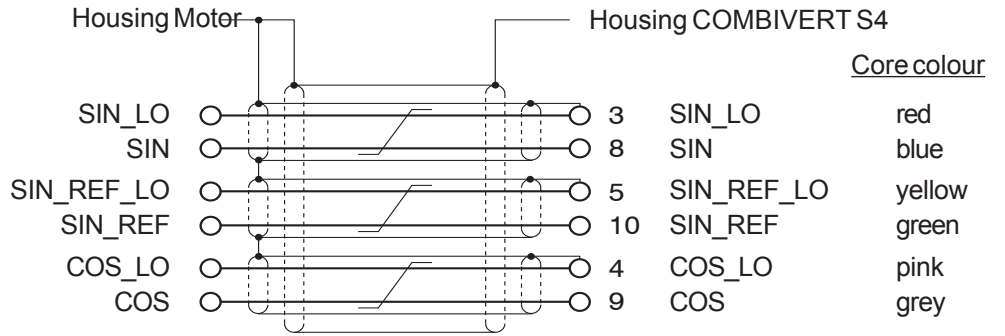 Housing Motor Housing COMBIVERT S4
Core colour
SIN_LO 3 SIN_LO red
SIN 8 SIN blue
SIN_REF_LO 5 SIN_REF_LO yellow
SIN_REF 10 SIN_REF green
COS_LO 4 COS_LO pink
COS 9 COS grey